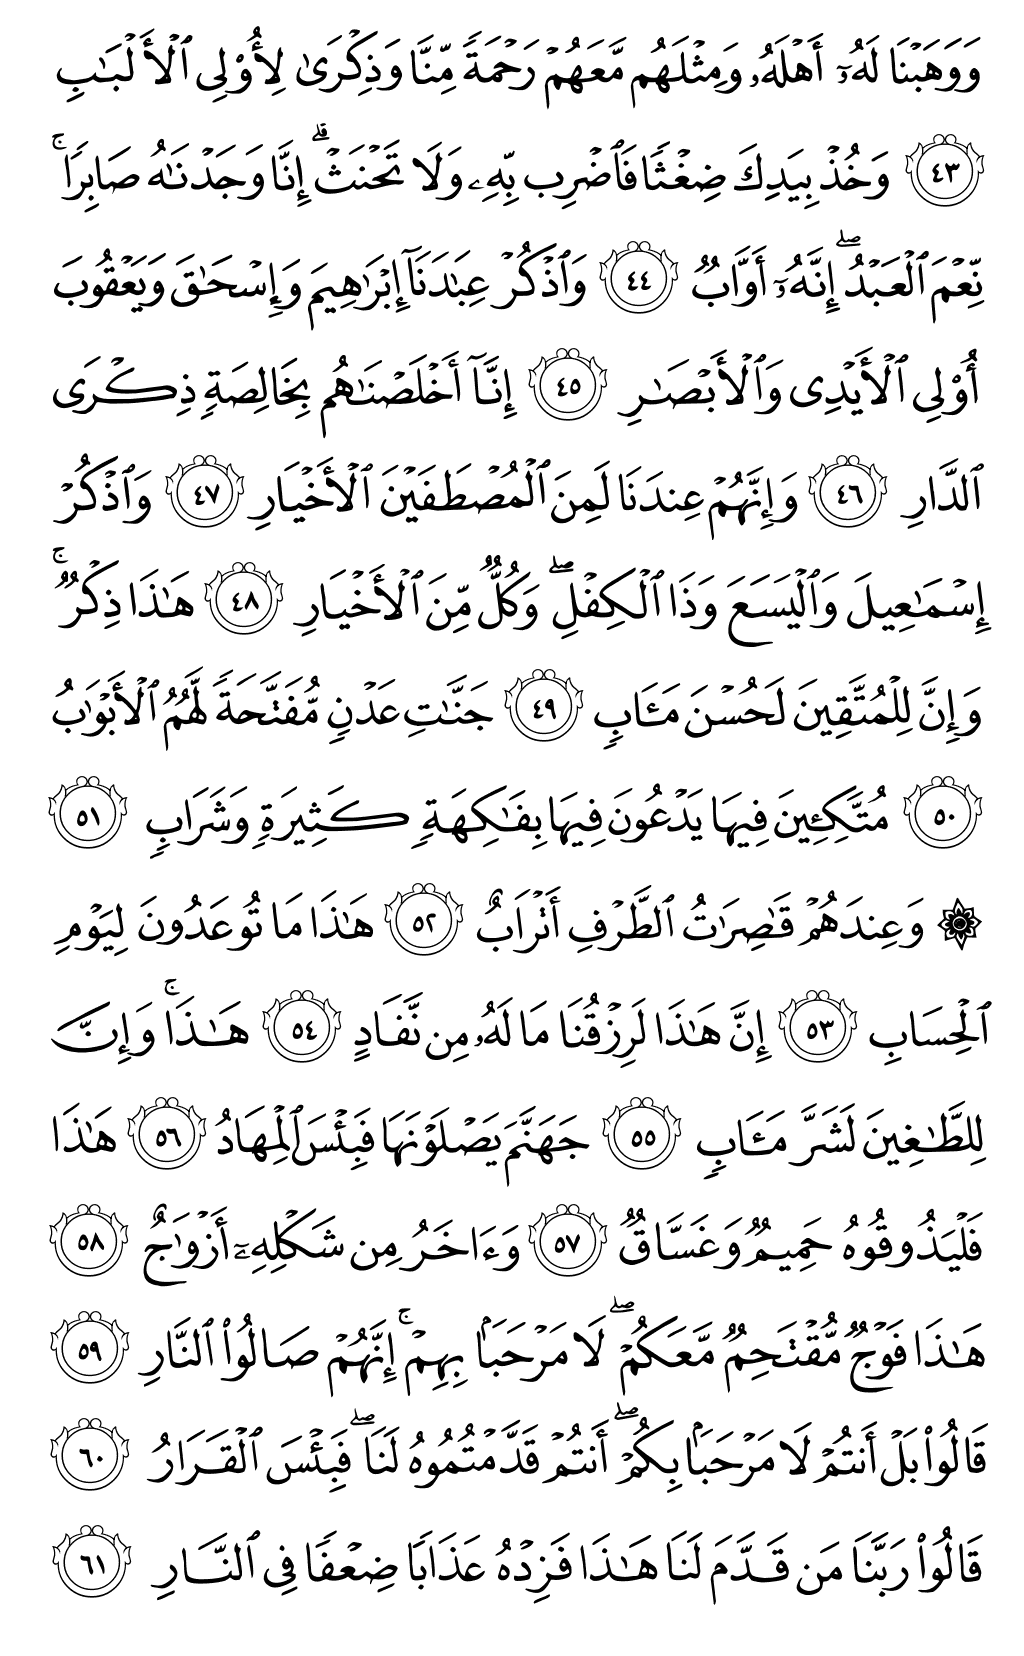 وَوَهَبْنَا لَهُۥٓ أَهْلَهُۥ وَمِثْلَهُم مَّعَهُمْ رَحْمَةً مِّنَّا وَذِكْرَىٰ لِأُو۟لِى ٱلْأَلْبَـٰبِ
٤٣ وَخُذْ بِيَدِكَ ضِغْثًا فَٱضْرِب بِّهِۦ وَلَا تَحْنَثْ ۗ إِنَّا وَجَدْنَـٰهُ صَابِرًا ۚ
نِّعْمَ ٱلْعَبْدُ ۖ إِنَّهُۥٓ أَوَّابٌ ٤٤ وَٱذْكُرْ عِبَـٰدَنَآ إِبْرَٰهِيمَ وَإِسْحَـٰقَ وَيَعْقُوبَ
أُو۟لِى ٱلْأَيْدِى وَٱلْأَبْصَـٰرِ ٤٥ إِنَّآ أَخْلَصْنَـٰهُم بِخَالِصَةٍ ذِكْرَى
ٱلدَّارِ ٤٦ وَإِنَّهُمْ عِندَنَا لَمِنَ ٱلْمُصْطَفَيْنَ ٱلْأَخْيَارِ ٤٧ وَٱذْكُرْ
إِسْمَـٰعِيلَ وَٱلْيَسَعَ وَذَا ٱلْكِفْلِ ۖ وَكُلٌّ مِّنَ ٱلْأَخْيَارِ ٤٨ هَـٰذَا ذِكْرٌ ۚ
وَإِنَّ لِلْمُتَّقِينَ لَحُسْنَ مَـَٔابٍ ٤٩ جَنَّـٰتِ عَدْنٍ مُّفَتَّحَةً لَّهُمُ ٱلْأَبْوَٰبُ
٥٠ مُتَّكِـِٔينَ فِيهَا يَدْعُونَ فِيهَا بِفَـٰكِهَةٍ كَثِيرَةٍ وَشَرَابٍ ٥١
۞ وَعِندَهُمْ قَـٰصِرَٰتُ ٱلطَّرْفِ أَتْرَابٌ ٥٢ هَـٰذَا مَا تُوعَدُونَ لِيَوْمِ
ٱلْحِسَابِ ٥٣ إِنَّ هَـٰذَا لَرِزْقُنَا مَا لَهُۥ مِن نَّفَادٍ ٥٤ هَـٰذَا ۚ وَإِنَّ
لِلطَّـٰغِينَ لَشَرَّ مَـَٔابٍ ٥٥ جَهَنَّمَ يَصْلَوْنَهَا فَبِئْسَ ٱلْمِهَادُ ٥٦ هَـٰذَا
فَلْيَذُوقُوهُ حَمِيمٌ وَغَسَّاقٌ ٥٧ وَءَاخَرُ مِن شَكْلِهِۦٓ أَزْوَٰجٌ ٥٨
هَـٰذَا فَوْجٌ مُّقْتَحِمٌ مَّعَكُمْ ۖ لَا مَرْحَبًۢا بِهِمْ ۚ إِنَّهُمْ صَالُوا۟ ٱلنَّارِ ٥٩
قَالُوا۟ بَلْ أَنتُمْ لَا مَرْحَبًۢا بِكُمْ ۖ أَنتُمْ قَدَّمْتُمُوهُ لَنَا ۖ فَبِئْسَ ٱلْقَرَارُ ٦٠
قَالُوا۟ رَبَّنَا مَن قَدَّمَ لَنَا هَـٰذَا فَزِدْهُ عَذَابًا ضِعْفًا فِى ٱلنَّارِ ٦١